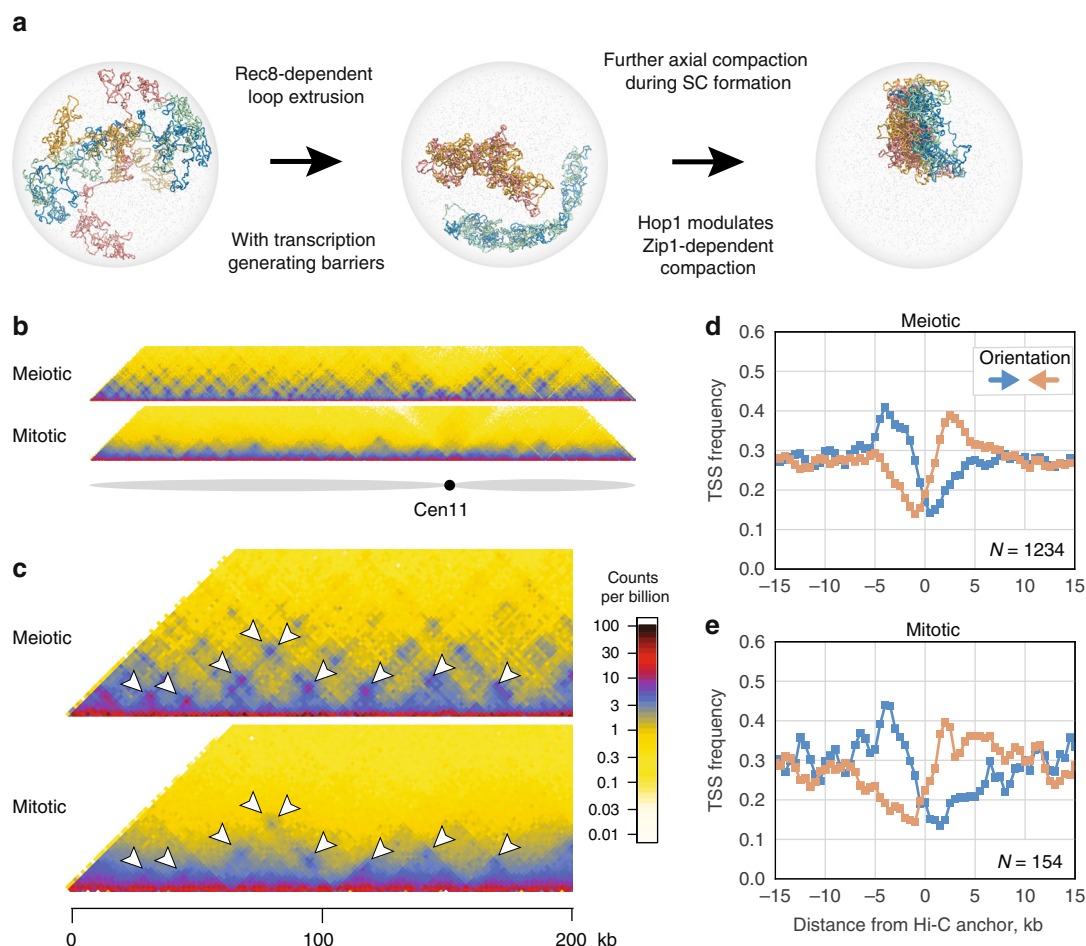 a
Rec8-dependent
loop extrusion
With transcription
generating barriers
Further axial compaction
during SC formation
Hop1 modulates
Zip1-dependent
compaction
b
Meiotic
Mitotic
Cen11
c
Meiotic
Mitotic
Counts
per billion
100
30
10
3
1
0.3
0.1
0.03
0.01
0
100
200
kb
d
Meiotic
Orientation
TSS frequency
0.6
0.5
0.4
0.3
0.2
0.1
0.0
N = 1234
–15
–10
–5
0
5
10
15
e
Mitotic
TSS frequency
0.6
0.5
0.4
0.3
0.2
0.1
0.0
N = 154
–15
–10
–5
0
5
10
15
Distance from Hi-C anchor, kb